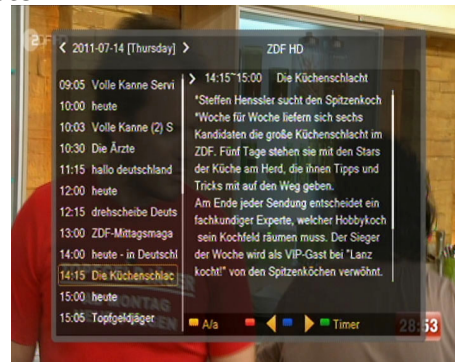 2011-07-14 [Thursday]
ZDF HD
09:05 Volle Kanne Servi
10:00 heute
10:03 Volle Kanne (2) S
10:30 Die Ärzte
11:15 hallo deutschland
12:00 heute
12:15 drehscheibe Deuts
13:00 ZDF-Mittagsmaga
14:00 heute - in Deutschl
14:15 Die Küchenschlac
15:00 heute
15:05 Topfgeldjäger
14:15~15:00 Die Küchenschlacht
"Steffen Henssler sucht den Spitzenkoch
"Woche für Woche liefern sich sechs
Kandidaten die große Küchenschlacht im
ZDF. Fünf Tage stehen sie mit den Stars
der Küche am Herd, die ihnen Tipps und
Tricks mit auf den Weg geben.
Am Ende jeder Sendung entscheidet ein
fachkundiger Experte, welcher Hobbykoch
sein Kochfeld räumen muss. Der Sieger
der Woche wird als VIP-Gast bei "Lanz
kocht!" von den Spitzenköchen verwöhnt.
A/a
Timer
28:53